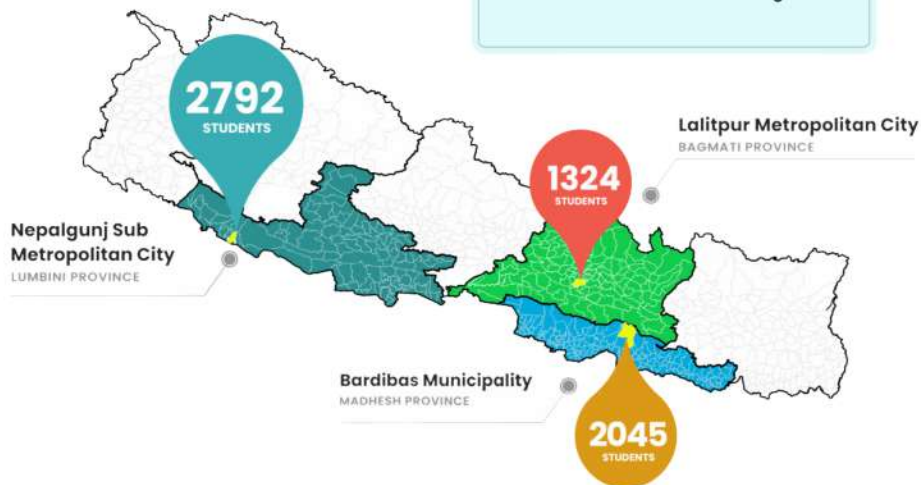 2792
STUDENTS
Lalitpur Metropolitan City
BAGMATI PROVINCE
1324
STUDENTS
Nepalgunj Sub
Metropolitan City
LUMBINI PROVINCE
Bardibas Municipality
MADHESH PROVINCE
2045
STUDENTS